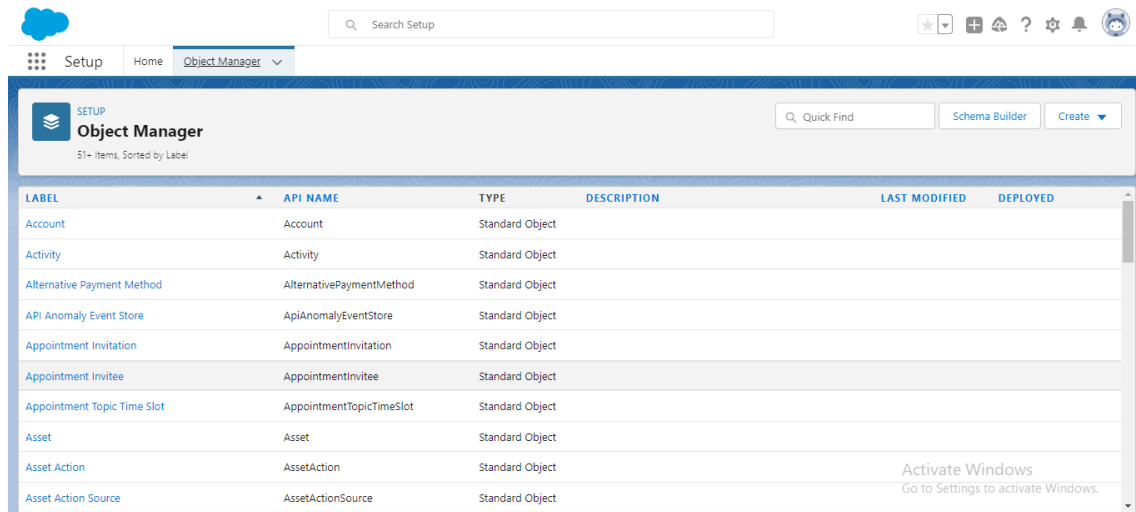 Search Setup
Setup Home Object Manager
SETUP
Object Manager
51+ Items, Sorted by Label
Quick Find
Schema Builder
Create
LABEL API NAME TYPE DESCRIPTION LAST MODIFIED DEPLOYED
Account Account Standard Object
Activity Activity Standard Object
Alternative Payment Method AlternativePaymentMethod Standard Object
API Anomaly Event Store ApiAnomalyEventStore Standard Object
Appointment Invitation AppointmentInvitation Standard Object
Appointment Invitee AppointmentInvitee Standard Object
Appointment Topic Time Slot AppointmentTopicTimeSlot Standard Object
Asset Asset Standard Object
Asset Action AssetAction Standard Object
Asset Action Source AssetActionSource Standard Object
Activate Windows
Go to Settings to activate Windows.